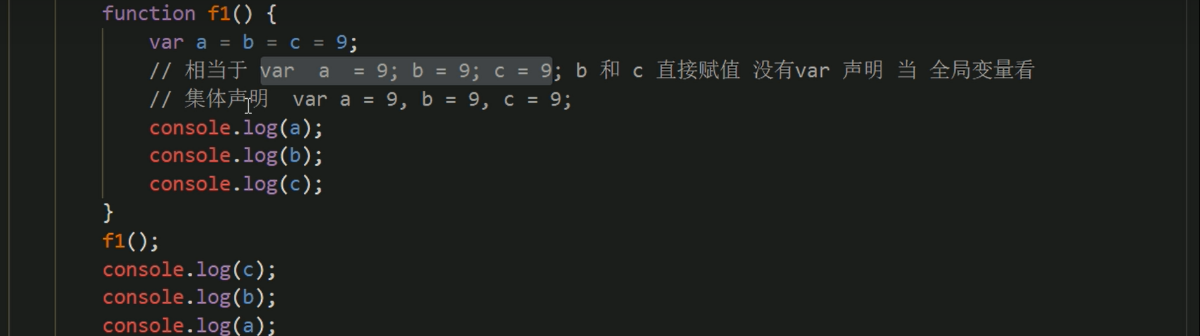 function f1() {
var a = b = c = 9;
// 相当于 var  a  = 9; b = 9; c = 9; b 和 c 直接赋值 没有var 声明 当 全局变量看
// 集体声明  var a = 9, b = 9, c = 9;
console.log(a);
console.log(b);
console.log(c);
}
f1();
console.log(c);
console.log(b);
console.log(a);